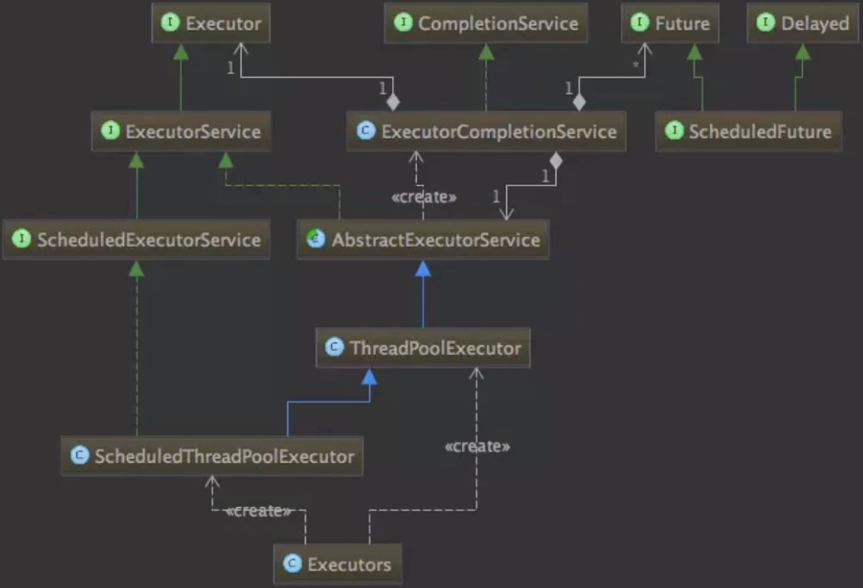 I Executor
I CompletionService
I Future
I Delayed
1
1
1
*
I ExecutorService
C ExecutorCompletionService
I ScheduledFuture
«create»
1
1
I ScheduledExecutorService
C AbstractExecutorService
C ThreadPoolExecutor
«create»
C ScheduledThreadPoolExecutor
«create»
C Executors